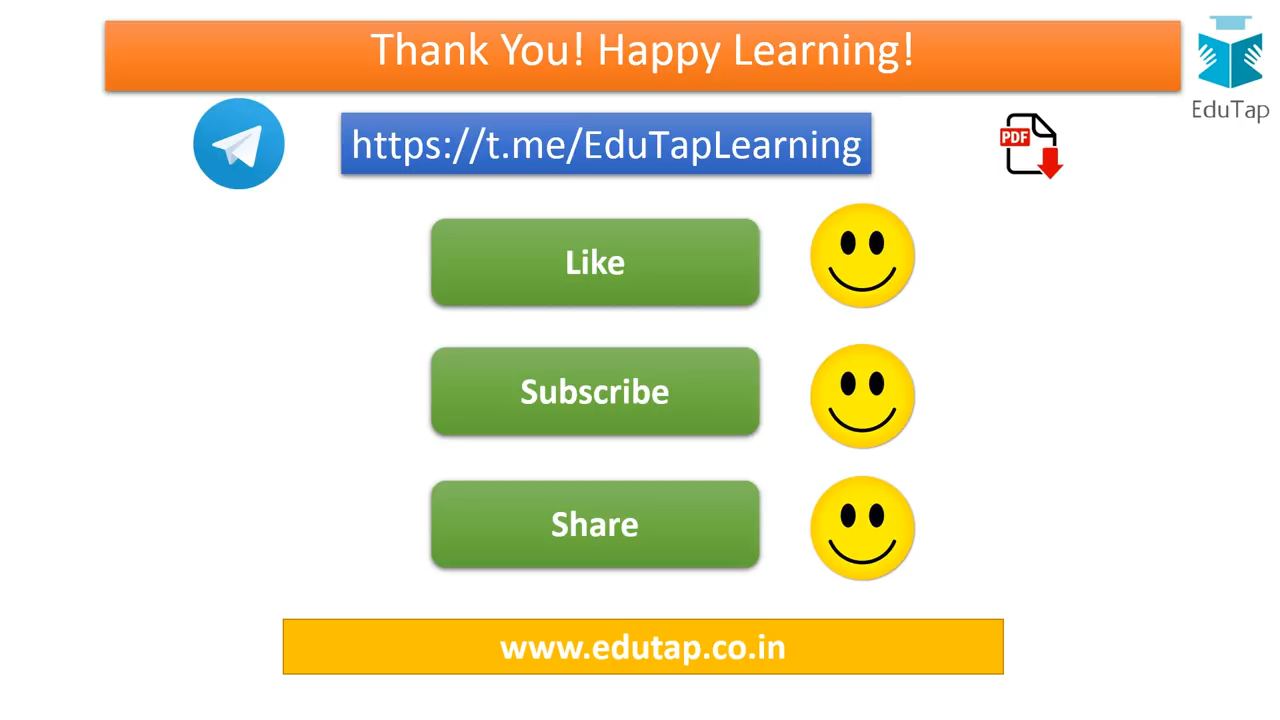 Thank You! Happy Learning!
EduTap
https://t.me/EduTapLearning
PDF
Like
Subscribe
Share
www.edutap.co.in